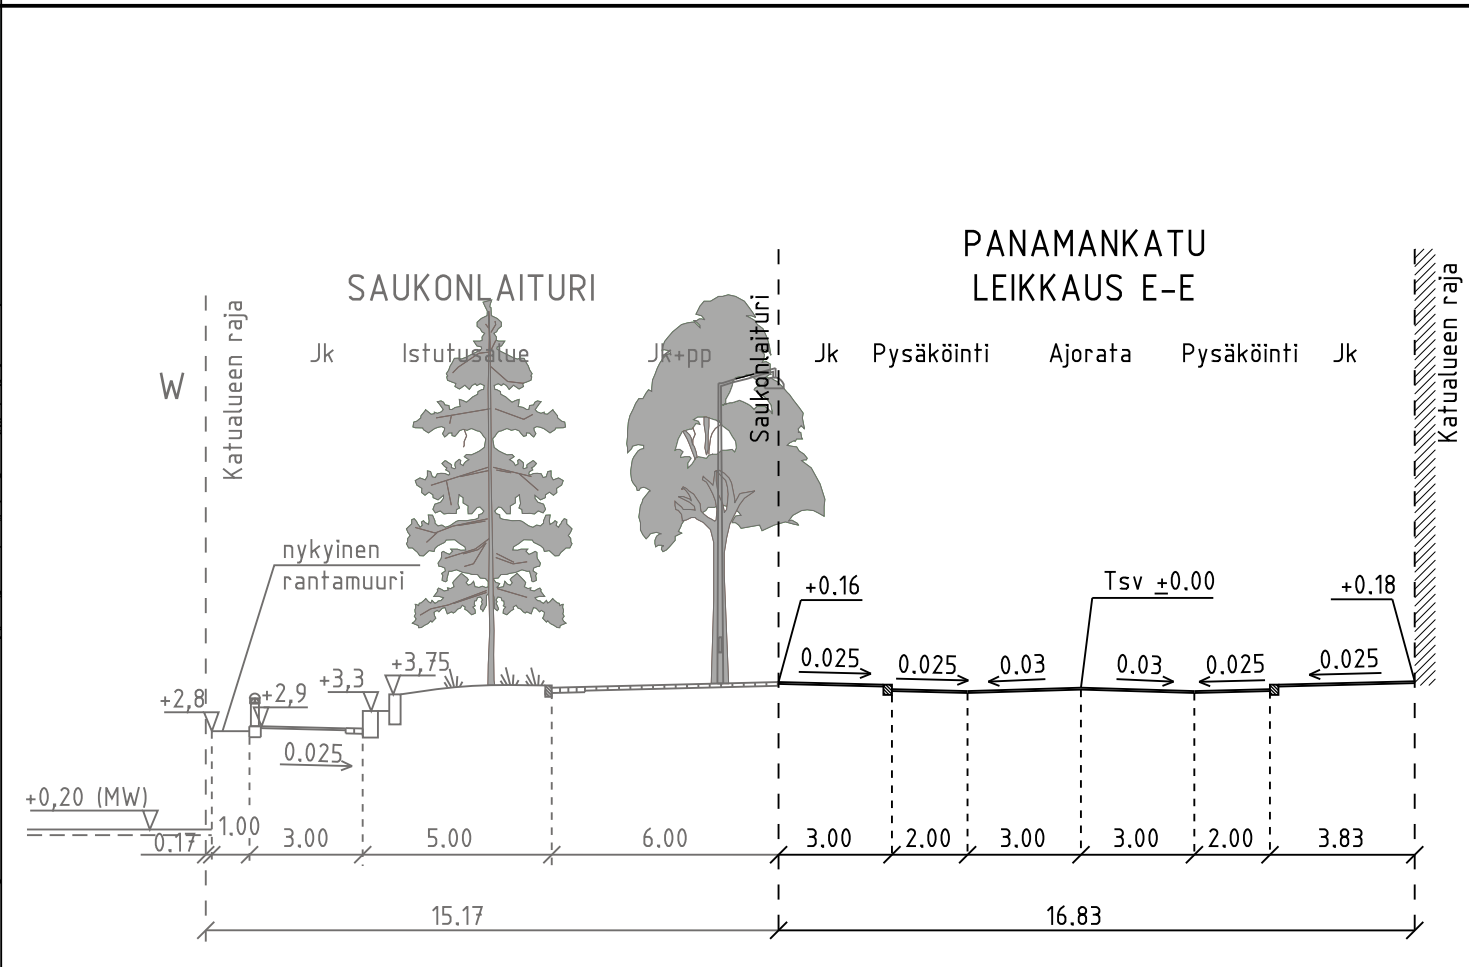 PANAMANKATU
LEIKKAUS E-E
SAUKONLAITURI
Katualueen raja
Saukonlaituri
Katualueen raja
W
Jk
Istutusalue
Jk+pp
Jk
Pysäköinti
Ajorata
Pysäköinti
Jk
nykyinen
rantamuuri
+0.16
Tsv ±0.00
+0.18
+2,8
+2,9
+3,3
+3,75
0.025
0.025
0.03
0.03
0.025
0.025
0.025
+0,20 (MW)
0.17
1.00
3.00
5.00
6.00
3.00
2.00
3.00
3.00
2.00
3.83
15.17
16.83